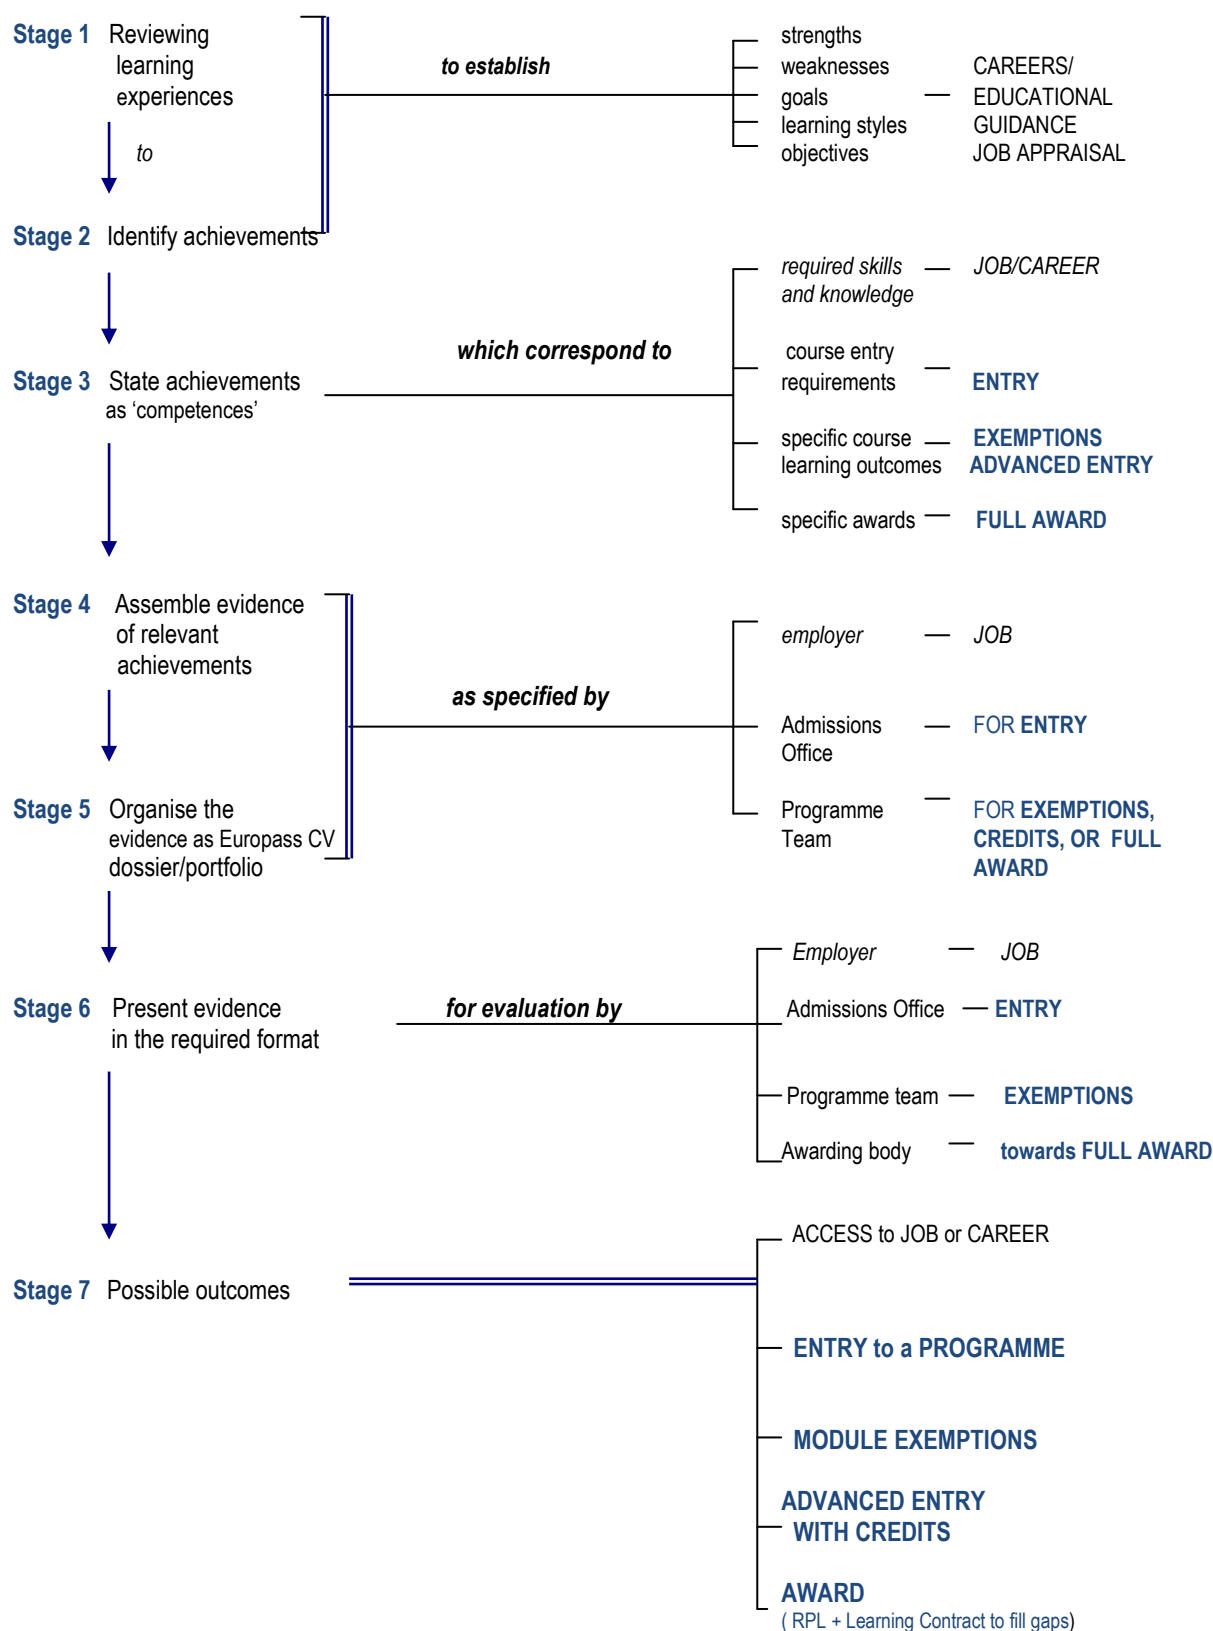 Stage 1 Reviewing
learning
experiences
to
to establish
strengths
weaknesses CAREERS/
goals — EDUCATIONAL
learning styles GUIDANCE
objectives JOB APPRAISAL
Stage 2 Identify achievements
Stage 3 State achievements
as ‘competences’
which correspond to
required skills — JOB/CAREER
and knowledge
course entry —
requirements ENTRY
specific course — EXEMPTIONS
learning outcomes ADVANCED ENTRY
specific awards — FULL AWARD
Stage 4 Assemble evidence
of relevant
achievements
Stage 5 Organise the
evidence as Europass CV
dossier/portfolio
as specified by
employer — JOB
Admissions — FOR ENTRY
Office
Programme — FOR EXEMPTIONS,
Team CREDITS, OR FULL
AWARD
Stage 6 Present evidence
in the required format
for evaluation by
Employer — JOB
Admissions Office — ENTRY
Programme team — EXEMPTIONS
Awarding body — towards FULL AWARD
Stage 7 Possible outcomes
ACCESS to JOB or CAREER
ENTRY to a PROGRAMME
MODULE EXEMPTIONS
ADVANCED ENTRY
WITH CREDITS
AWARD
( RPL + Learning Contract to fill gaps)